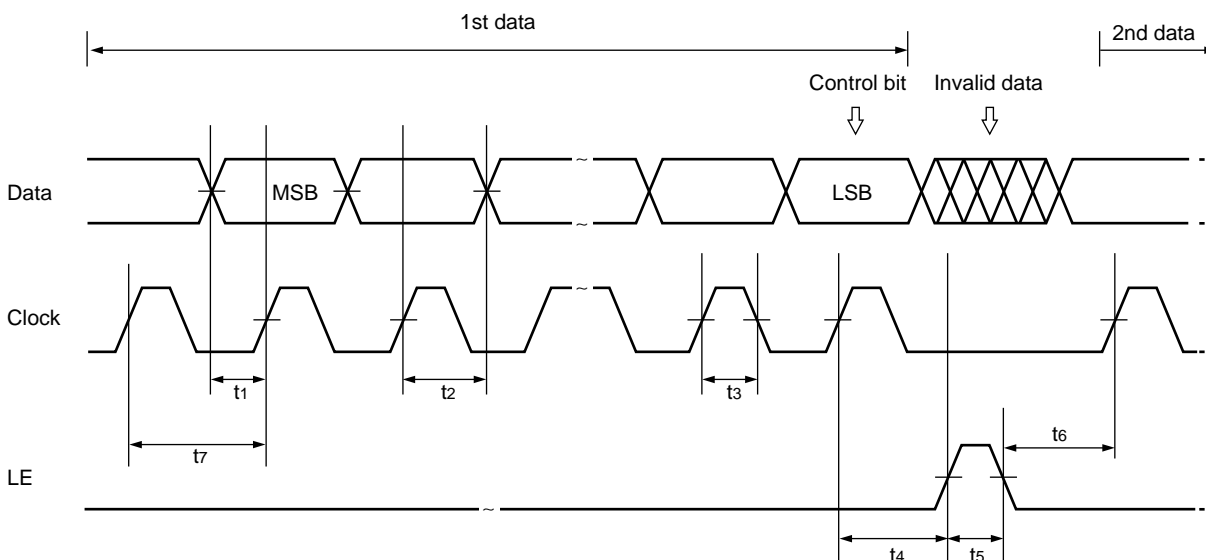 1st data
2nd data
Control bit
Invalid data
Data
MSB
LSB
Clock
t1
t2
t3
t7
t6
LE
t4
t5